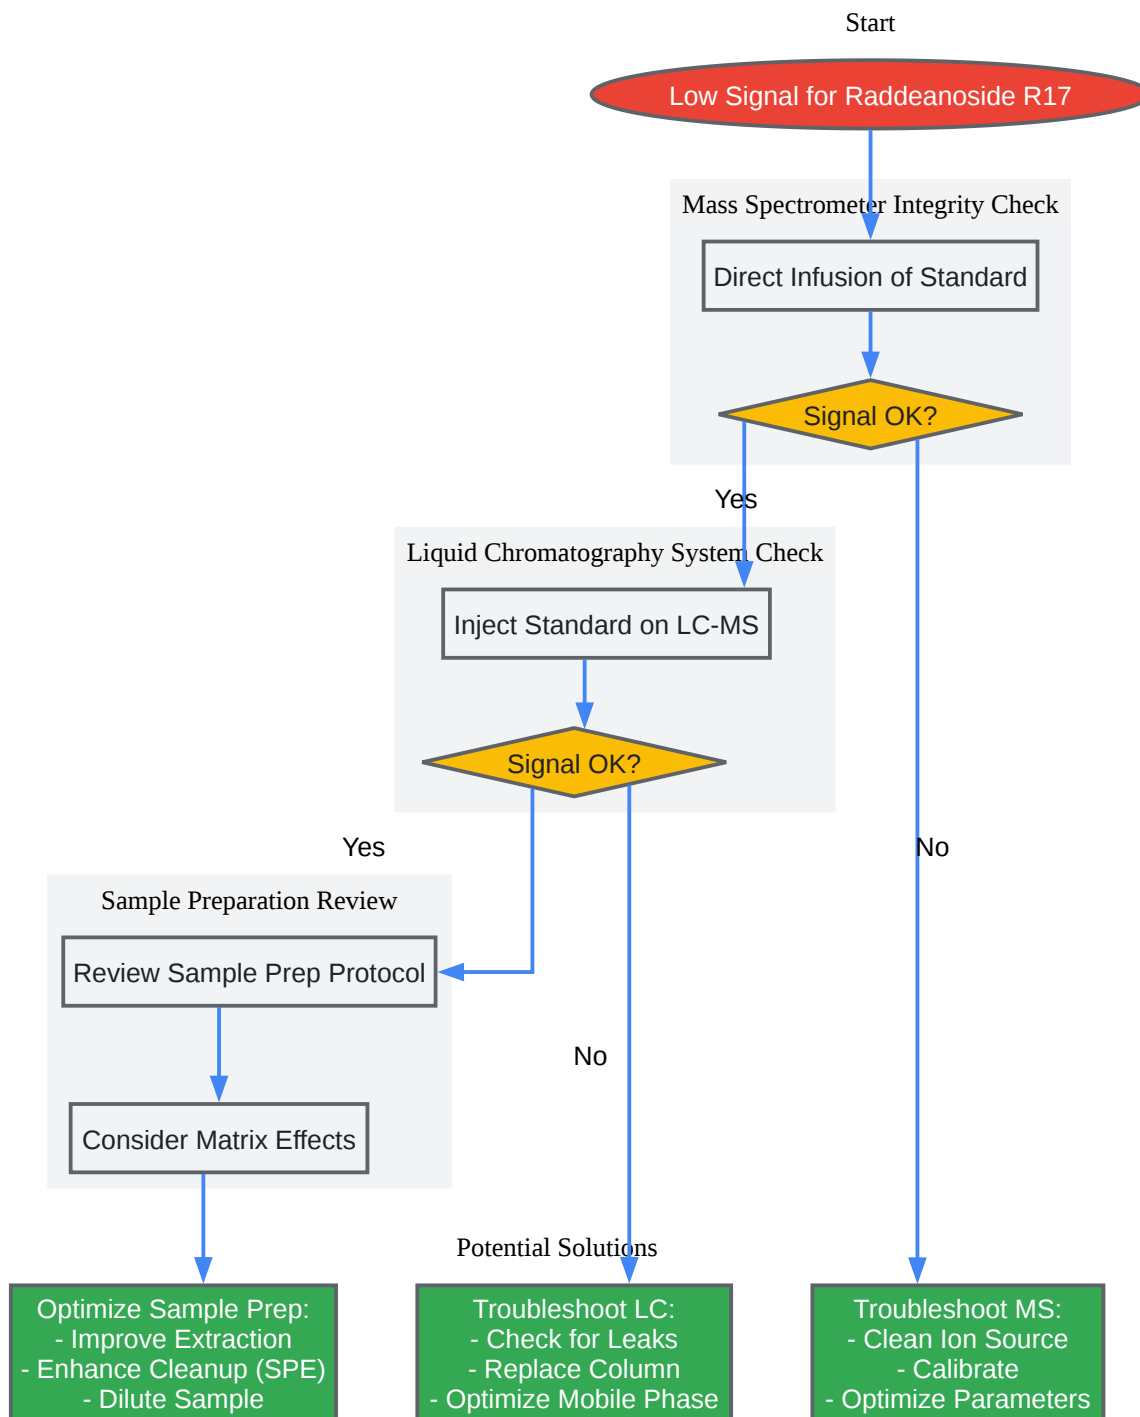 Start
Low Signal for Raddeanoside R17
Mass Spectrometer Integrity Check
Direct Infusion of Standard
Signal OK?
Yes
Liquid Chromatography System Check
Inject Standard on LC-MS
Signal OK?
Yes
No
Sample Preparation Review
Review Sample Prep Protocol
No
Consider Matrix Effects
Potential Solutions
Optimize Sample Prep:
- Improve Extraction
- Enhance Cleanup (SPE)
- Dilute Sample
Troubleshoot LC:
- Check for Leaks
- Replace Column
- Optimize Mobile Phase
Troubleshoot MS:
- Clean Ion Source
- Calibrate
- Optimize Parameters